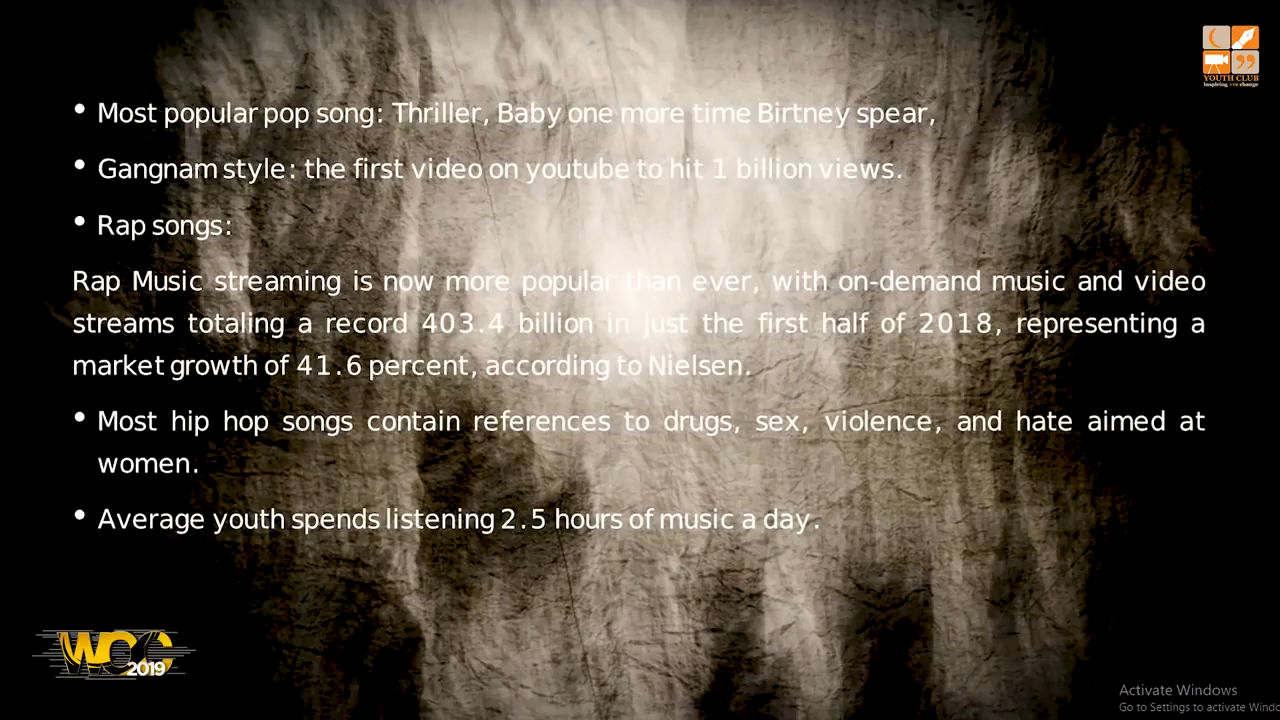 • Most popular pop song: Thriller, Baby one more time Birtney spear,
• Gangnam style: the first video on youtube to hit 1 billion views.
• Rap songs:
Rap Music streaming is now more popular than ever, with on-demand music and video
streams totaling a record 403.4 billion in just the first half of 2018, representing a
market growth of 41.6 percent, according to Nielsen.
• Most hip hop songs contain references to drugs, sex, violence, and hate aimed at
women.
• Average youth spends listening 2.5 hours of music a day.
YOUTH CLUB
WCC
2019
Activate Windows
Go to Settings to activate